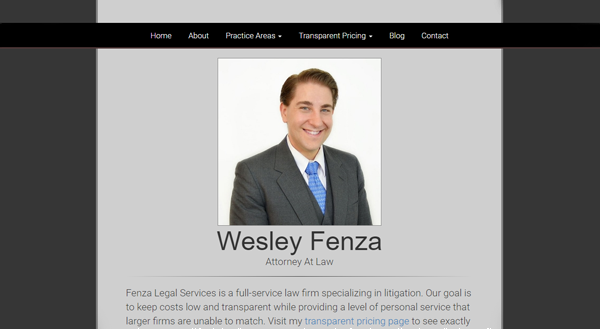 Home About Practice Areas Transparent Pricing Blog Contact
Wesley Fenza
Attorney At Law
Fenza Legal Services is a full-service law firm specializing in litigation. Our goal is
to keep costs low and transparent while providing a level of personal service that
larger firms are unable to match. Visit my transparent pricing page to see exactly